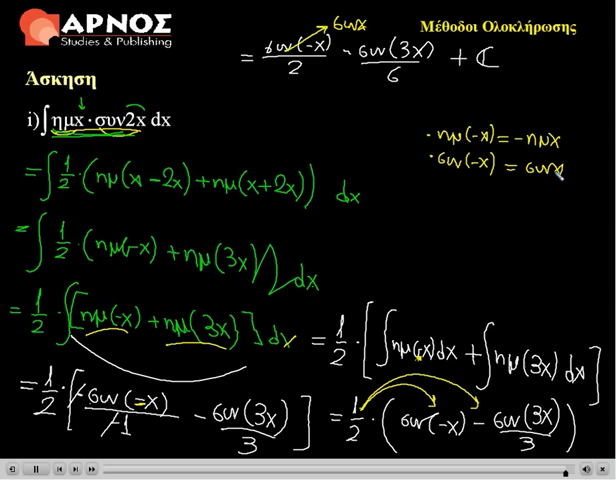 ΑΡΝΟΣ
Studies & Publishing
Μέθοδοι Ολοκλήρωσης
συνx
= συν(-x)/2 - συν(3x)/6 + C
Άσκηση
i) ∫ ημx · συν2x dx
· ημ(-x) = -ημx
· συν(-x) = συνx
= ∫ 1/2 · (ημ(x-2x) + ημ(x+2x)) dx
= ∫ 1/2 · (ημ(-x) + ημ(3x)) dx
= 1/2 · ∫ [ημ(-x) + ημ(3x)] dx
= 1/2 · [∫ ημ(-x) dx + ∫ ημ(3x) dx]
= 1/2 · [-συν(-x)/-1 - συν(3x)/3]
= 1/2 · (συν(-x) - συν(3x)/3)